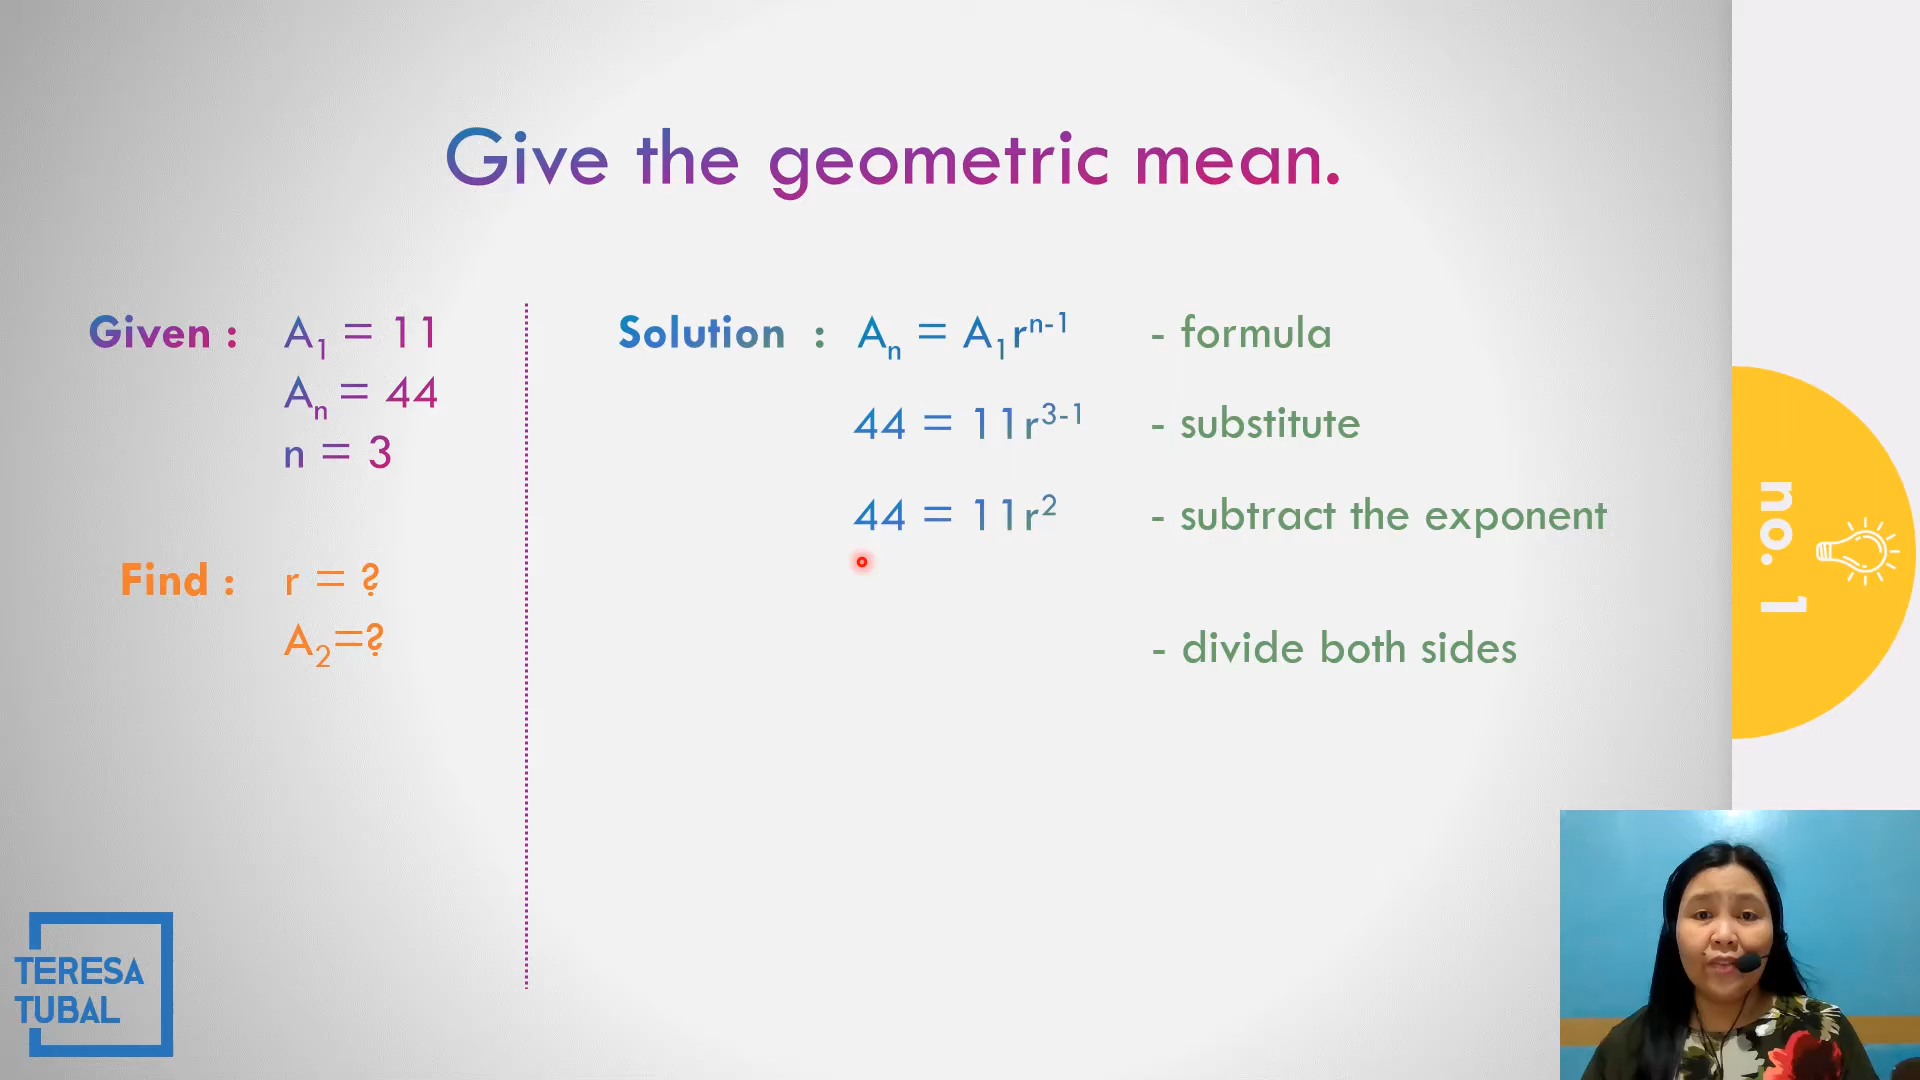 Give the geometric mean.
Given : A₁ = 11
Aₙ = 44
n = 3
Find : r = ?
A₂=?
Solution : Aₙ = A₁rⁿ⁻¹ - formula
44 = 11r³⁻¹ - substitute
44 = 11r² - subtract the exponent
- divide both sides
no. 1
TERESA
TUBAL